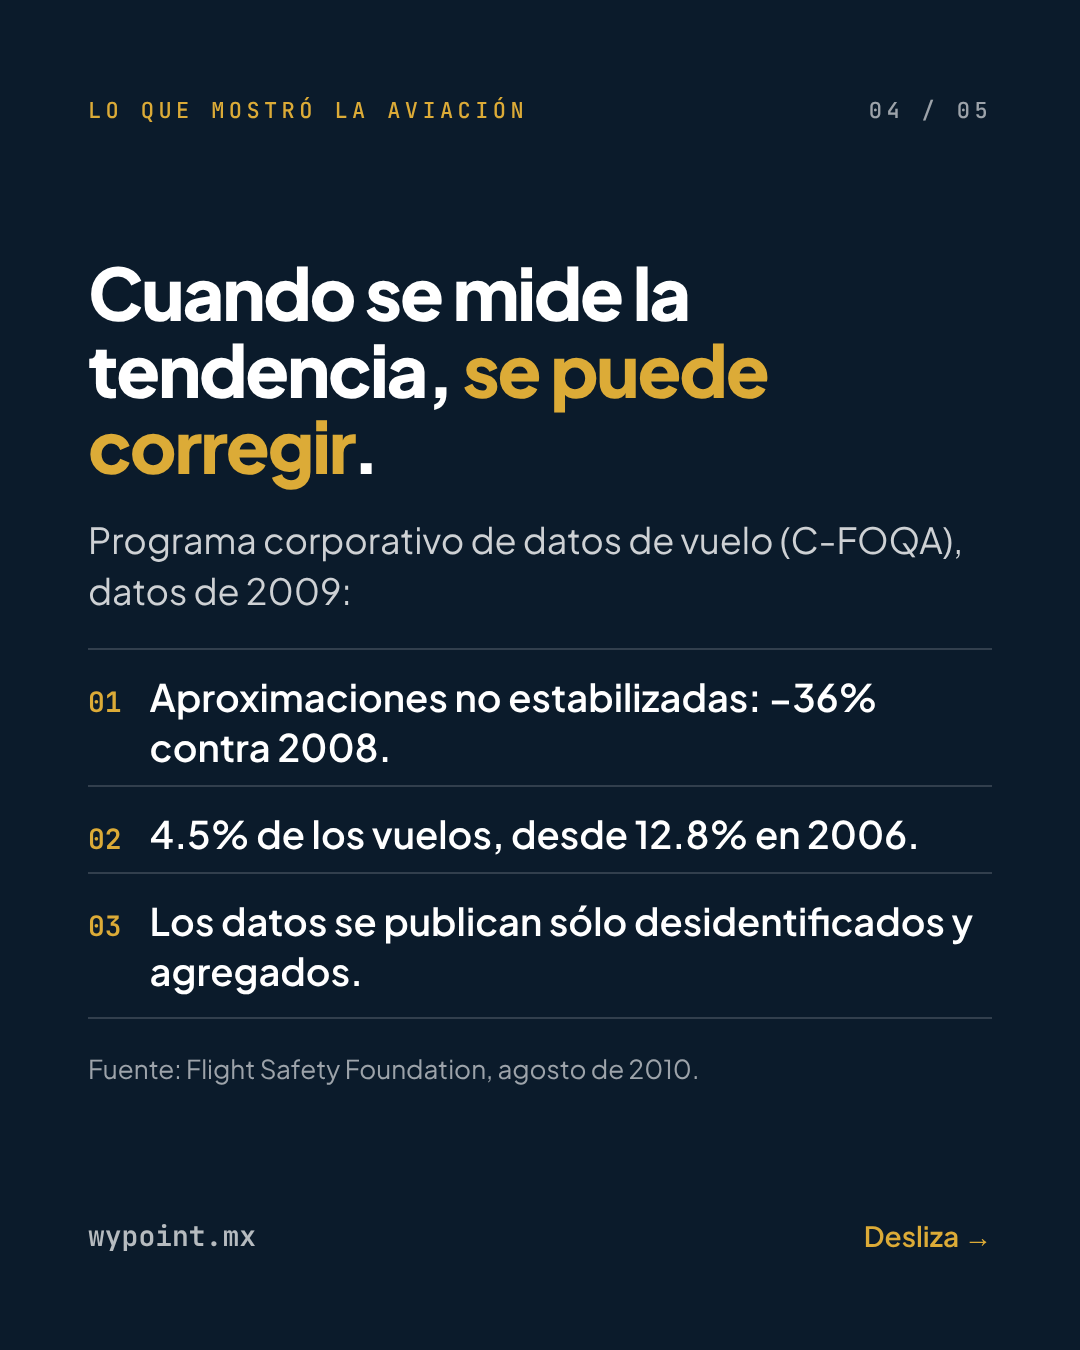 LO QUE MOSTRÓ LA AVIACIÓN
04 / 05
Cuando se mide la
tendencia, se puede
corregir.
Programa corporativo de datos de vuelo (C-FOQA),
datos de 2009:
01 Aproximaciones no estabilizadas: −36%
contra 2008.
02 4.5% de los vuelos, desde 12.8% en 2006.
03 Los datos se publican sólo desidentificados y
agregados.
Fuente: Flight Safety Foundation, agosto de 2010.
wypoint.mx
Desliza →